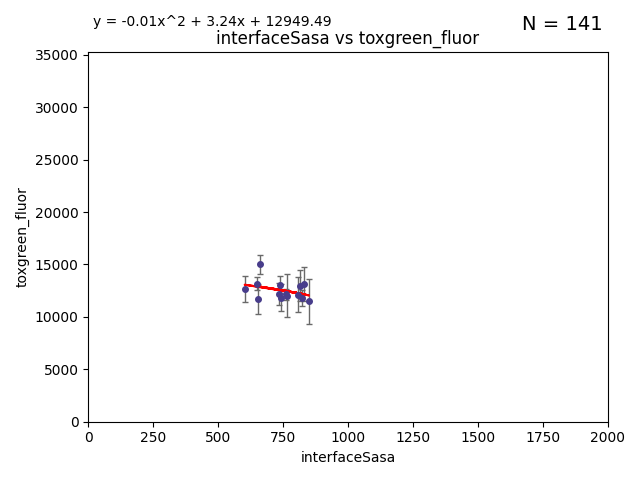 y = -0.01x^2 + 3.24x + 12949.49
N = 141
interfaceSasa vs toxgreen_fluor
35000
30000
25000
20000
15000
10000
5000
0
toxgreen_fluor
0 250 500 750 1000 1250 1500 1750 2000
interfaceSasa